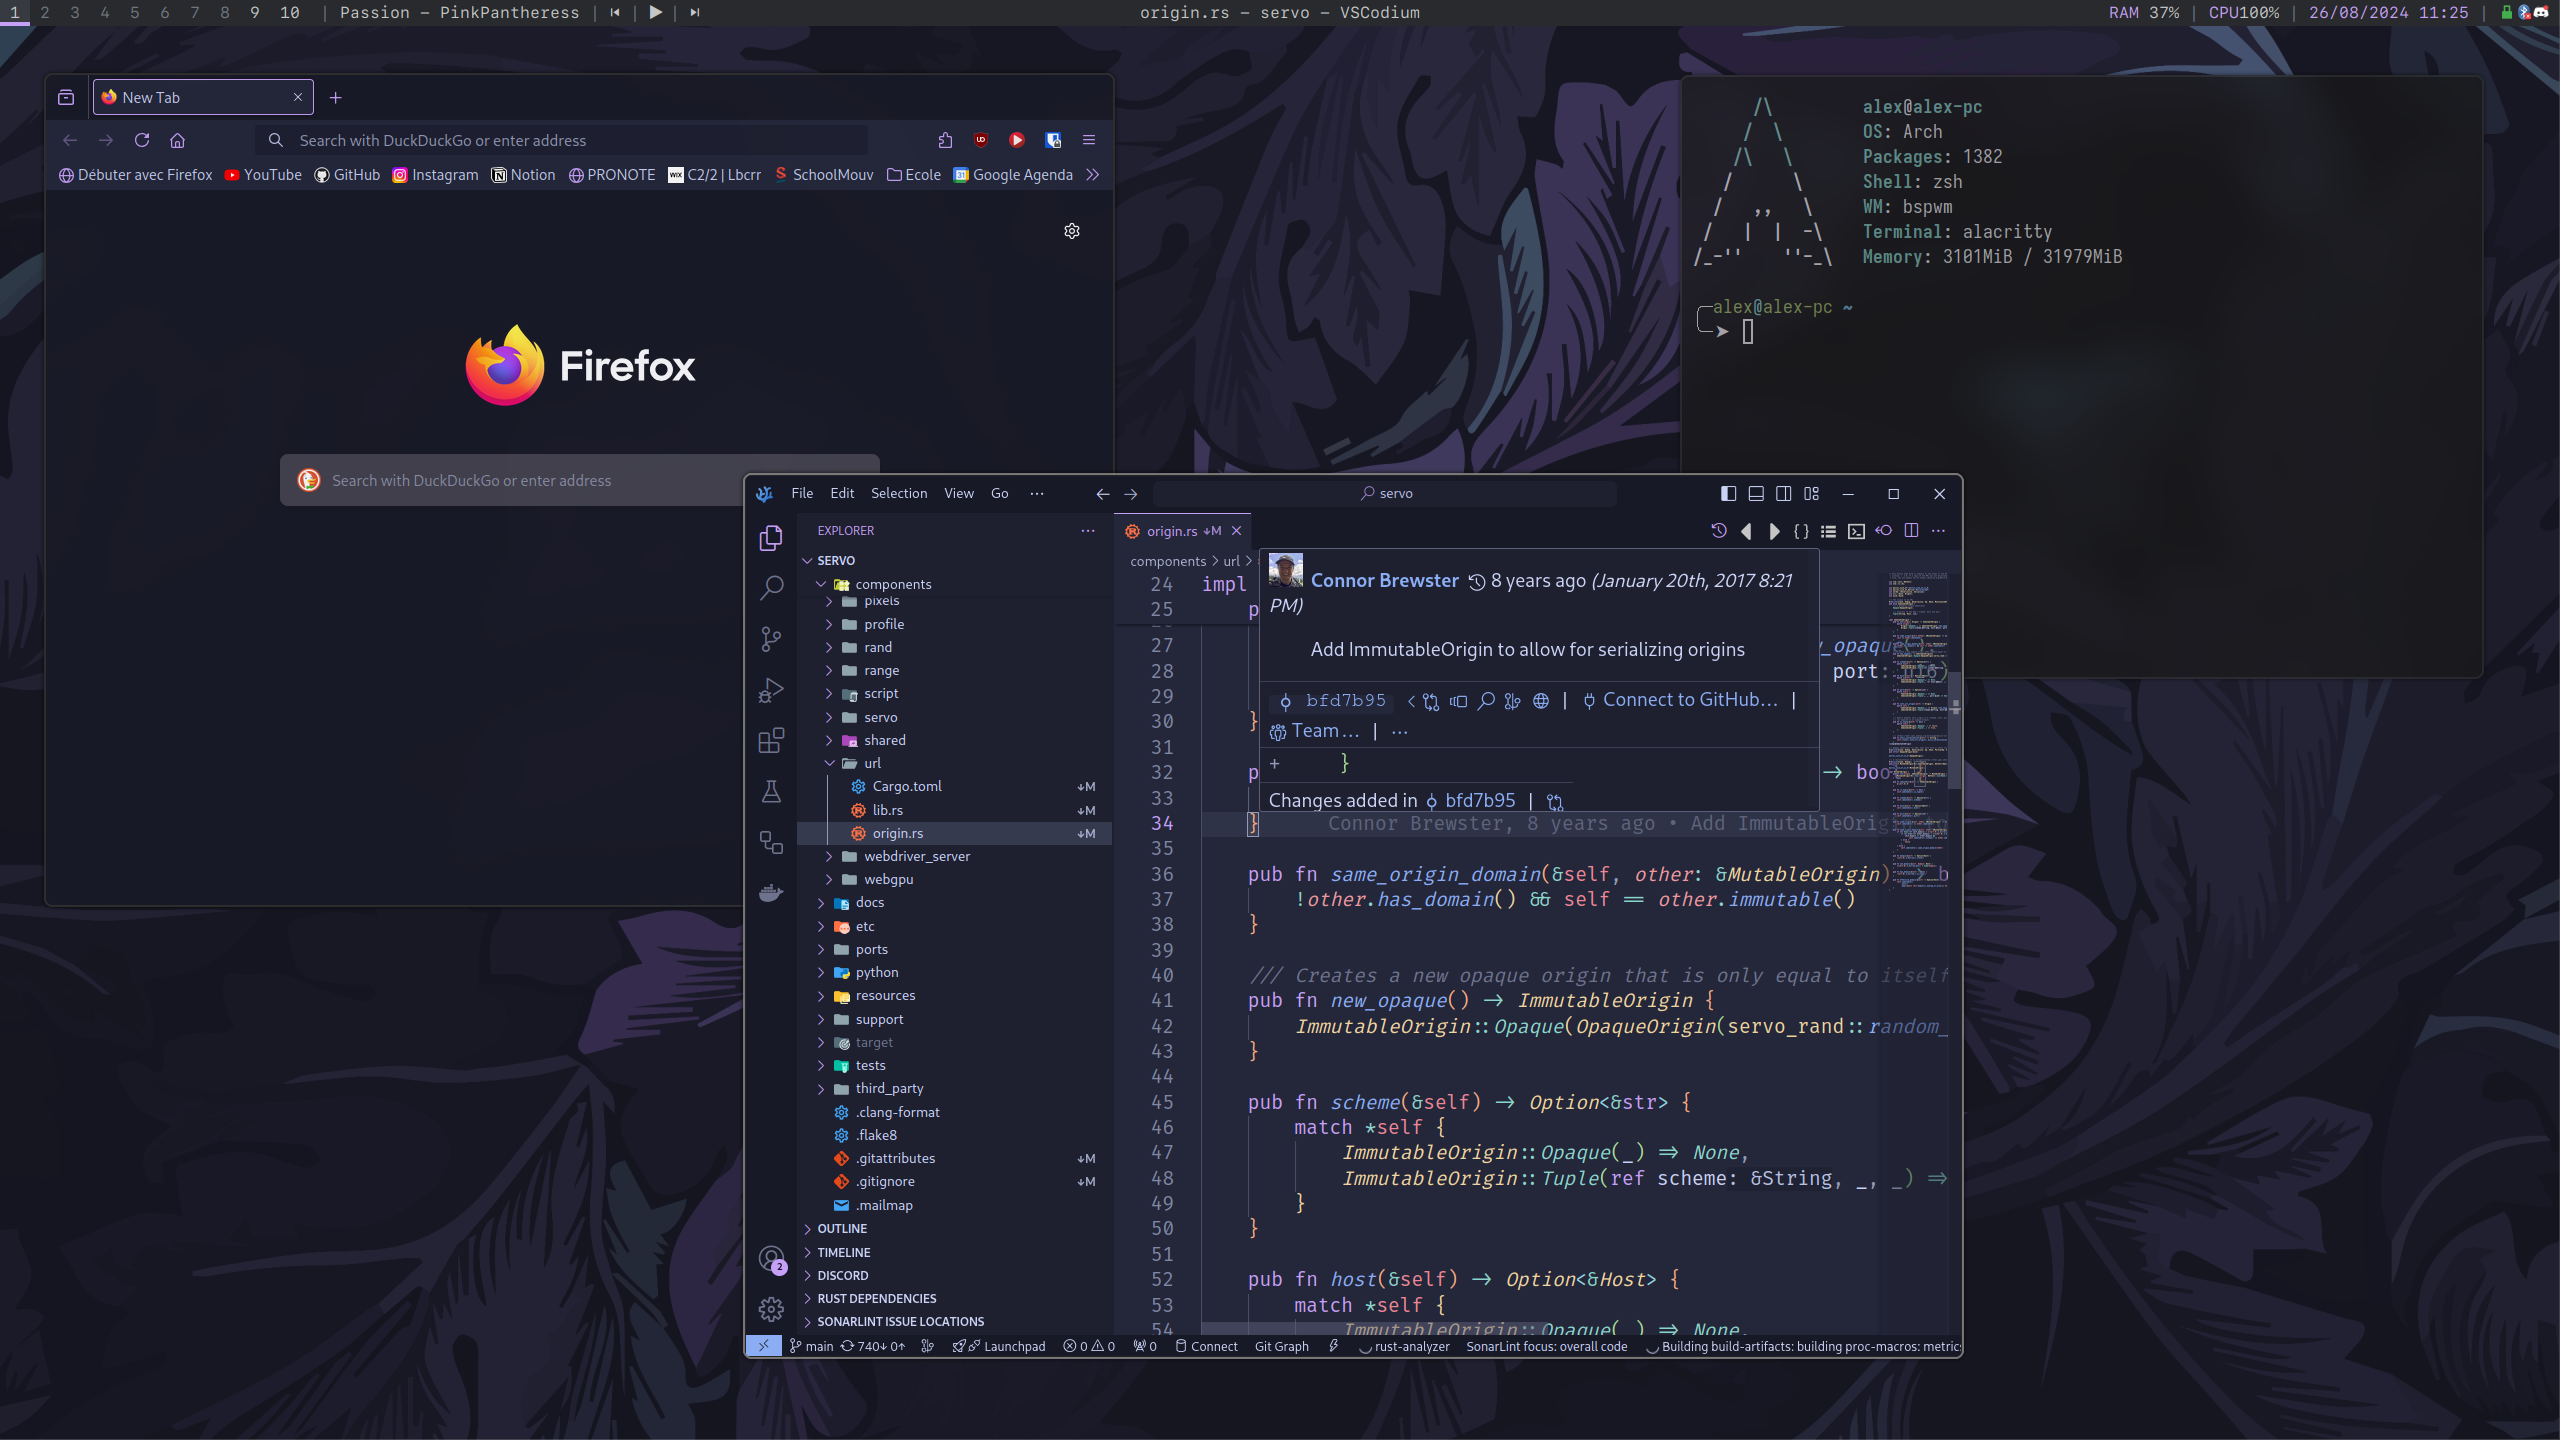 1 2 3 4 5 6 7 8 9 10 | Passion – PinkPantheress | |
origin.rs – servo – VSCodium
RAM 37% | CPU100% | 26/08/2024 11:25 |
New Tab
Search with DuckDuckGo or enter address
Débuter avec Firefox YouTube GitHub Instagram Notion PRONOTE C2/2 | Lbcrr SchoolMouv Ecole Google Agenda
Firefox
Search with DuckDuckGo or enter address
/\
/ \
/\ \
/ \
/ ,, \
/ | | -\
/_-'' ''-_\
alex@alex-pc
OS: Arch
Packages: 1382
Shell: zsh
WM: bspwm
Terminal: alacritty
Memory: 3101MiB / 31979MiB
alex@alex-pc ~
File Edit Selection View Go ...
servo
EXPLORER
SERVO
components
pixels
profile
rand
range
script
servo
shared
url
Cargo.toml ↓M
lib.rs ↓M
origin.rs ↓M
webdriver_server
webgpu
docs
etc
ports
python
resources
support
target
tests
third_party
.clang-format
.flake8
.gitattributes ↓M
.gitignore ↓M
.mailmap
OUTLINE
TIMELINE
DISCORD
RUST DEPENDENCIES
SONARLINT ISSUE LOCATIONS
2
origin.rs ↓M
components > url >
Connor Brewster 8 years ago (January 20th, 2017 8:21
PM)
Add ImmutableOrigin to allow for serializing origins
bfd7b95 | Connect to GitHub... |
Team... | ...
+ }
Changes added in bfd7b95 |
24 impl
25 p
27 _opaque(),
28 port: u16)
29
30 }
31
32 p → bool {
33
34 } Connor Brewster, 8 years ago • Add ImmutableOrig
35
36 pub fn same_origin_domain(&self, other: &MutableOrigin) → b
37 !other.has_domain() && self == other.immutable()
38 }
39
40 /// Creates a new opaque origin that is only equal to itself
41 pub fn new_opaque() → ImmutableOrigin {
42 ImmutableOrigin::Opaque(OpaqueOrigin(servo_rand::random_
43 }
44
45 pub fn scheme(&self) → Option<&str> {
46 match *self {
47 ImmutableOrigin::Opaque(_) ⇒ None,
48 ImmutableOrigin::Tuple(ref scheme: &String, _, _) ⇒
49 }
50 }
51
52 pub fn host(&self) → Option<&Host> {
53 match *self {
54 ImmutableOrigin::Opaque(_) ⇒ None,
main 740↓ 0↑ Launchpad 0 0 0 Connect Git Graph rust-analyzer SonarLint focus: overall code Building build-artifacts: building proc-macros: metric